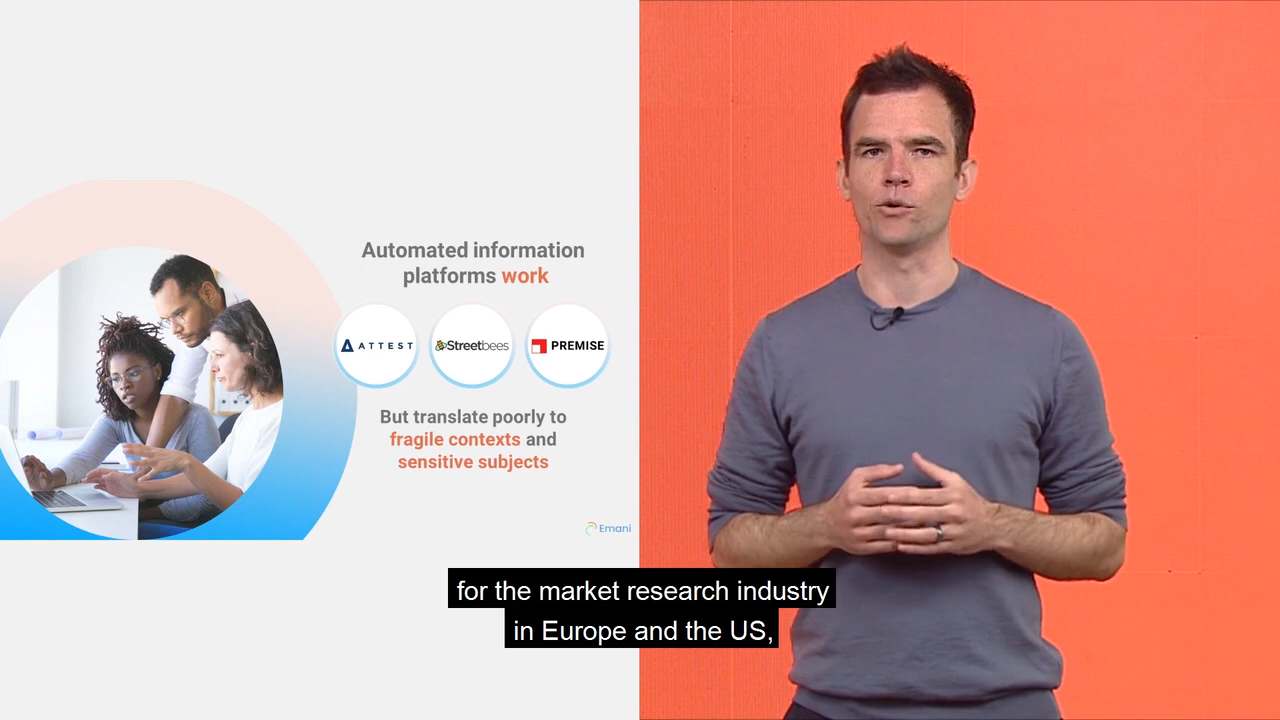 Automated information
platforms work
ATTEST
Streetbees
PREMISE
But translate poorly to
fragile contexts and
sensitive subjects
Emani
for the market research industry
in Europe and the US,